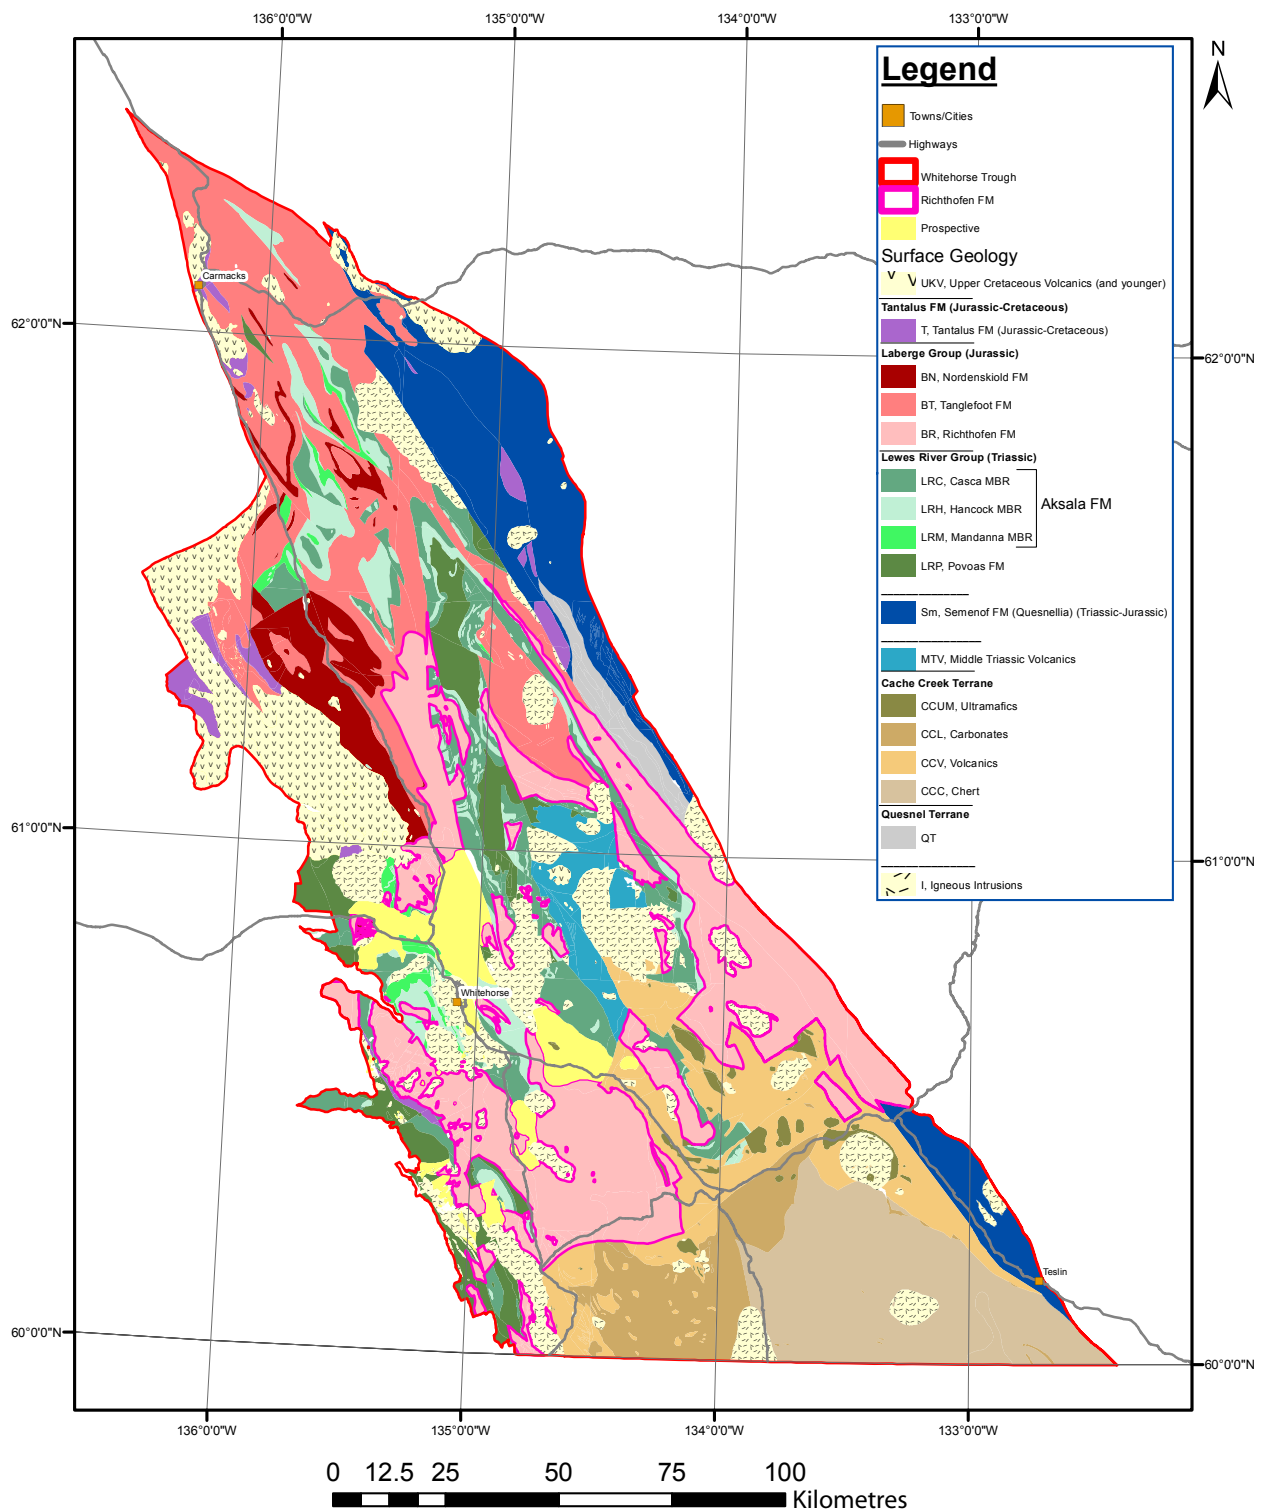 136°0'0"W 135°0'0"W 134°0'0"W 133°0'0"W
N
Legend
Towns/Cities
Highways
Whitehorse Trough
Richthofen FM
Prospective
Surface Geology
V V UKV, Upper Cretaceous Volcanics (and younger)
Tantalus FM (Jurassic-Cretaceous)
T, Tantalus FM (Jurassic-Cretaceous)
Laberge Group (Jurassic)
BN, Nordenskiold FM
BT, Tanglefoot FM
BR, Richthofen FM
Lewes River Group (Triassic)
LRC, Casca MBR
LRH, Hancock MBR
Aksala FM
LRM, Mandanna MBR
LRP, Povoas FM
Sm, Semenof FM (Quesnellia) (Triassic-Jurassic)
MTV, Middle Triassic Volcanics
Cache Creek Terrane
CCUM, Ultramafics
CCL, Carbonates
CCV, Volcanics
CCC, Chert
Quesnel Terrane
QT
I, Igneous Intrusions
Carmacks
62°0'0"N
62°0'0"N
61°0'0"N
61°0'0"N
Whitehorse
Teslin
60°0'0"N
60°0'0"N
136°0'0"W 135°0'0"W 134°0'0"W 133°0'0"W
0 12.5 25 50 75 100
Kilometres